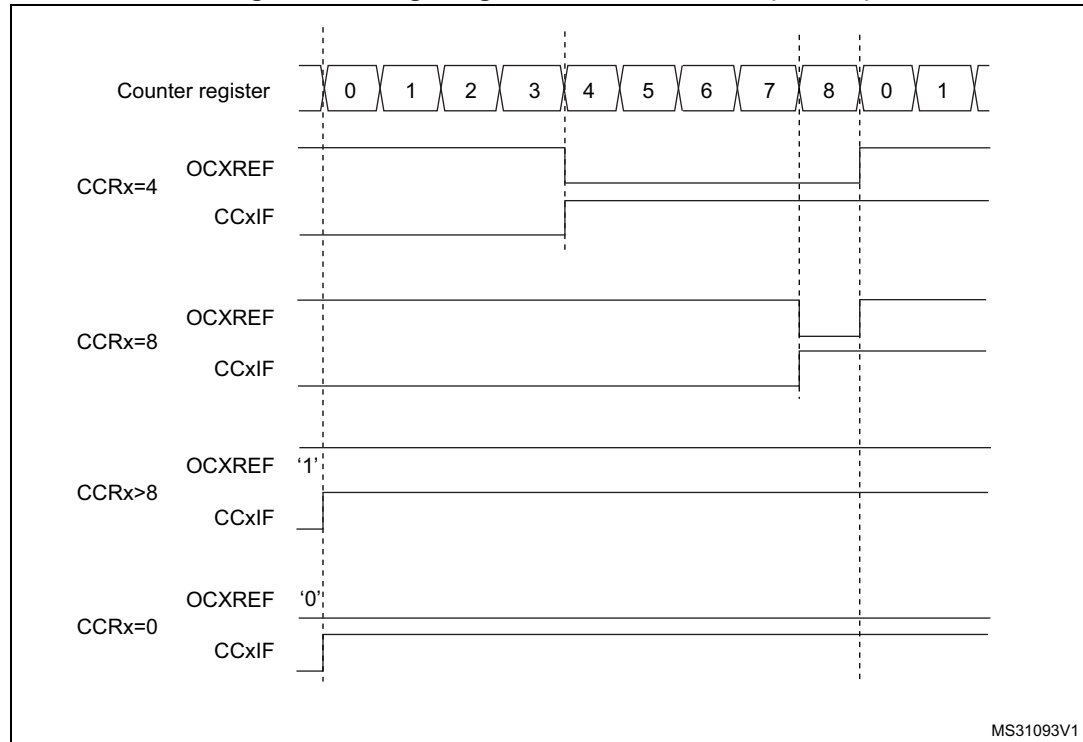 Counter register 0 1 2 3 4 5 6 7 8 0 1
OCXREF
CCRx=4
CCxIF
OCXREF
CCRx=8
CCxIF
OCXREF ‘1’
CCRx>8
CCxIF
OCXREF ‘0’
CCRx=0
CCxIF
MS31093V1